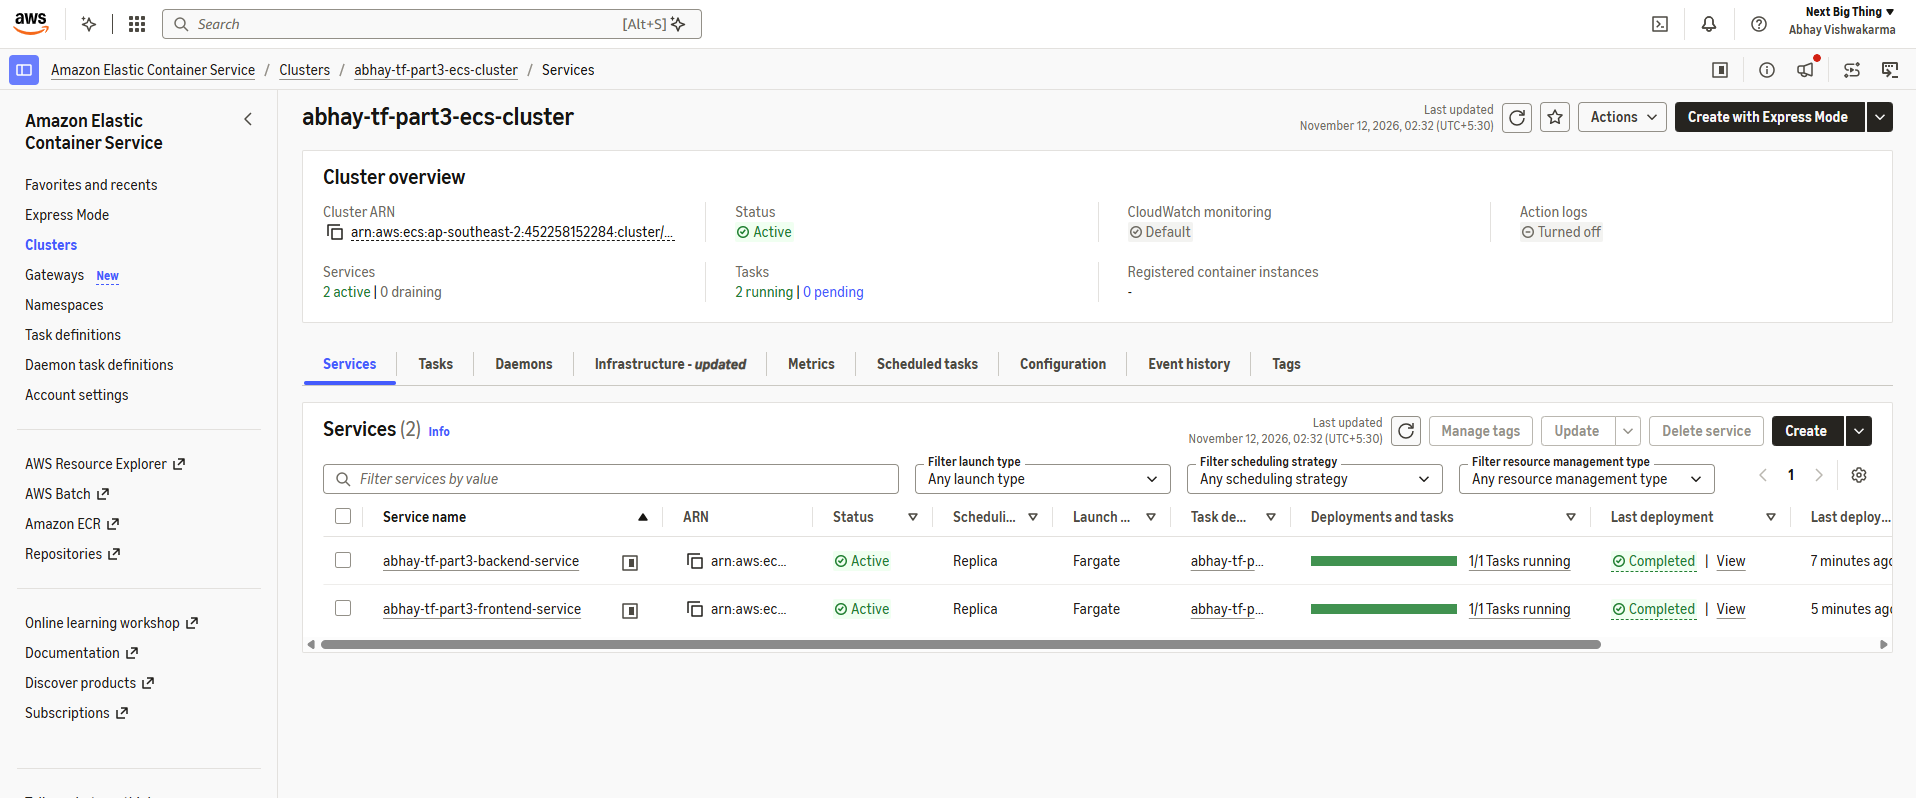 aws
Search [Alt+S]
Next Big Thing
Abhay Vishwakarma
Amazon Elastic Container Service / Clusters / abhay-tf-part3-ecs-cluster / Services
Amazon Elastic
Container Service
Favorites and recents
Express Mode
Clusters
Gateways New
Namespaces
Task definitions
Daemon task definitions
Account settings
AWS Resource Explorer
AWS Batch
Amazon ECR
Repositories
Online learning workshop
Documentation
Discover products
Subscriptions
abhay-tf-part3-ecs-cluster
Last updated
November 12, 2026, 02:32 (UTC+5:30)
Actions
Create with Express Mode
Cluster overview
Cluster ARN
arn:aws:ecs:ap-southeast-2:452258152284:cluster/...
Status
Active
CloudWatch monitoring
Default
Action logs
Turned off
Services
2 active | 0 draining
Tasks
2 running | 0 pending
Registered container instances
-
Services Tasks Daemons Infrastructure - updated Metrics Scheduled tasks Configuration Event history Tags
Services (2) Info
Last updated
November 12, 2026, 02:32 (UTC+5:30)
Manage tags Update Delete service Create
Filter services by value
Filter launch type
Any launch type
Filter scheduling strategy
Any scheduling strategy
Filter resource management type
Any resource management type
1
Service name ARN Status Scheduli... Launch ... Task de... Deployments and tasks Last deployment Last deploy...
abhay-tf-part3-backend-service arn:aws:ec... Active Replica Fargate abhay-tf-p... 1/1 Tasks running Completed | View 7 minutes ago
abhay-tf-part3-frontend-service arn:aws:ec... Active Replica Fargate abhay-tf-p... 1/1 Tasks running Completed | View 5 minutes ago